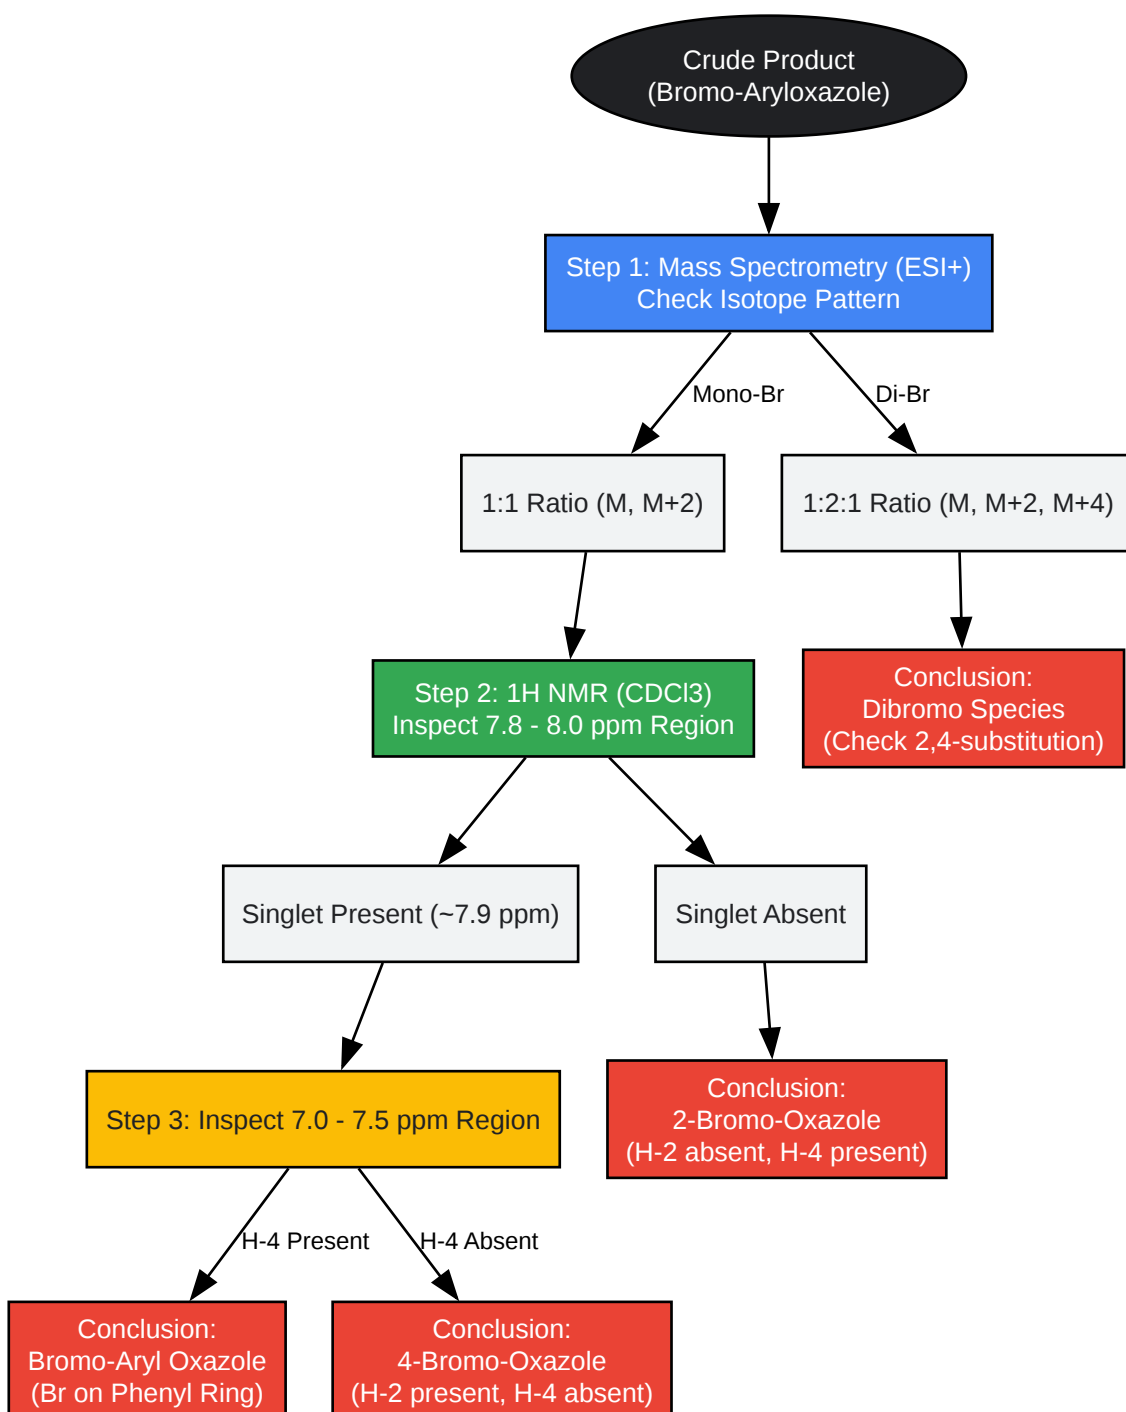 Crude Product
(Bromo-Aryloxazole)
Step 1: Mass Spectrometry (ESI+)
Check Isotope Pattern
Mono-Br
Di-Br
1:1 Ratio (M, M+2)
1:2:1 Ratio (M, M+2, M+4)
Step 2: 1H NMR (CDCl3)
Inspect 7.8 - 8.0 ppm Region
Conclusion:
Dibromo Species
(Check 2,4-substitution)
Singlet Present (~7.9 ppm)
Singlet Absent
Step 3: Inspect 7.0 - 7.5 ppm Region
Conclusion:
2-Bromo-Oxazole
(H-2 absent, H-4 present)
H-4 Present
H-4 Absent
Conclusion:
Bromo-Aryl Oxazole
(Br on Phenyl Ring)
Conclusion:
4-Bromo-Oxazole
(H-2 present, H-4 absent)